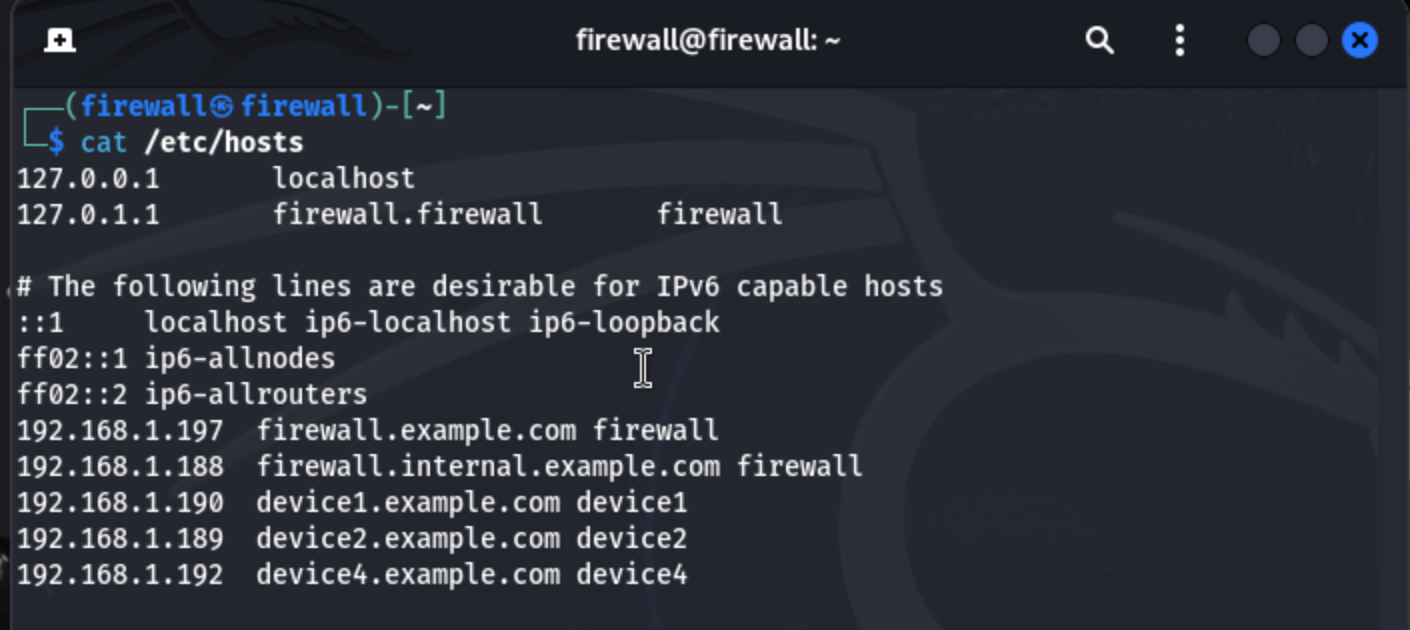 firewall@firewall: ~
┌──(firewall㉿firewall)-[~]
└─$ cat /etc/hosts
127.0.0.1       localhost
127.0.1.1       firewall.firewall       firewall

# The following lines are desirable for IPv6 capable hosts
::1     localhost ip6-localhost ip6-loopback
ff02::1 ip6-allnodes
ff02::2 ip6-allrouters
192.168.1.197  firewall.example.com firewall
192.168.1.188  firewall.internal.example.com firewall
192.168.1.190  device1.example.com device1
192.168.1.189  device2.example.com device2
192.168.1.192  device4.example.com device4